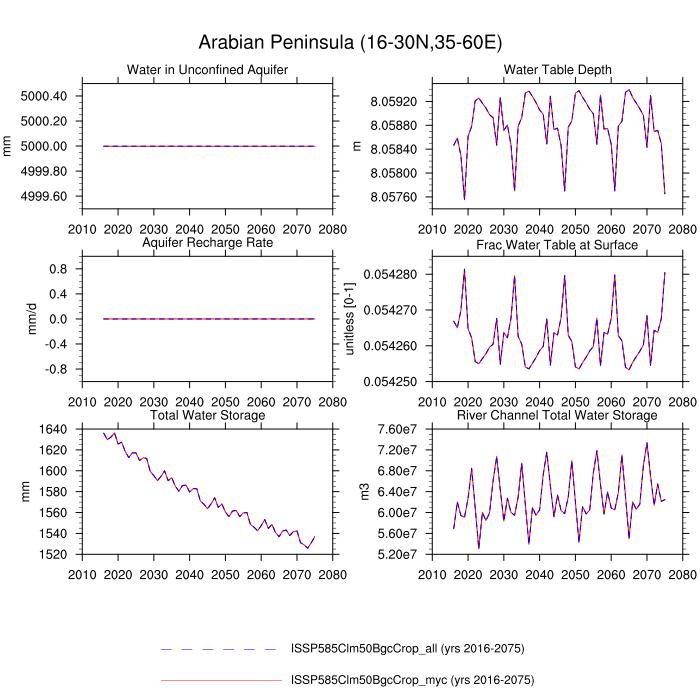 Arabian Peninsula (16-30N,35-60E)
Water in Unconfined Aquifer
mm
5000.40
5000.20
5000.00
4999.80
4999.60
2010 2020 2030 2040 2050 2060 2070 2080
Water Table Depth
m
8.05920
8.05880
8.05840
8.05800
8.05760
2010 2020 2030 2040 2050 2060 2070 2080
Aquifer Recharge Rate
mm/d
0.8
0.4
0.0
-0.4
-0.8
2010 2020 2030 2040 2050 2060 2070 2080
Frac Water Table at Surface
unitless [0-1]
0.054280
0.054270
0.054260
0.054250
2010 2020 2030 2040 2050 2060 2070 2080
Total Water Storage
mm
1640
1620
1600
1580
1560
1540
1520
2010 2020 2030 2040 2050 2060 2070 2080
River Channel Total Water Storage
m3
7.60e7
7.20e7
6.80e7
6.40e7
6.00e7
5.60e7
5.20e7
2010 2020 2030 2040 2050 2060 2070 2080
ISSP585Clm50BgcCrop_all (yrs 2016-2075)
ISSP585Clm50BgcCrop_myc (yrs 2016-2075)